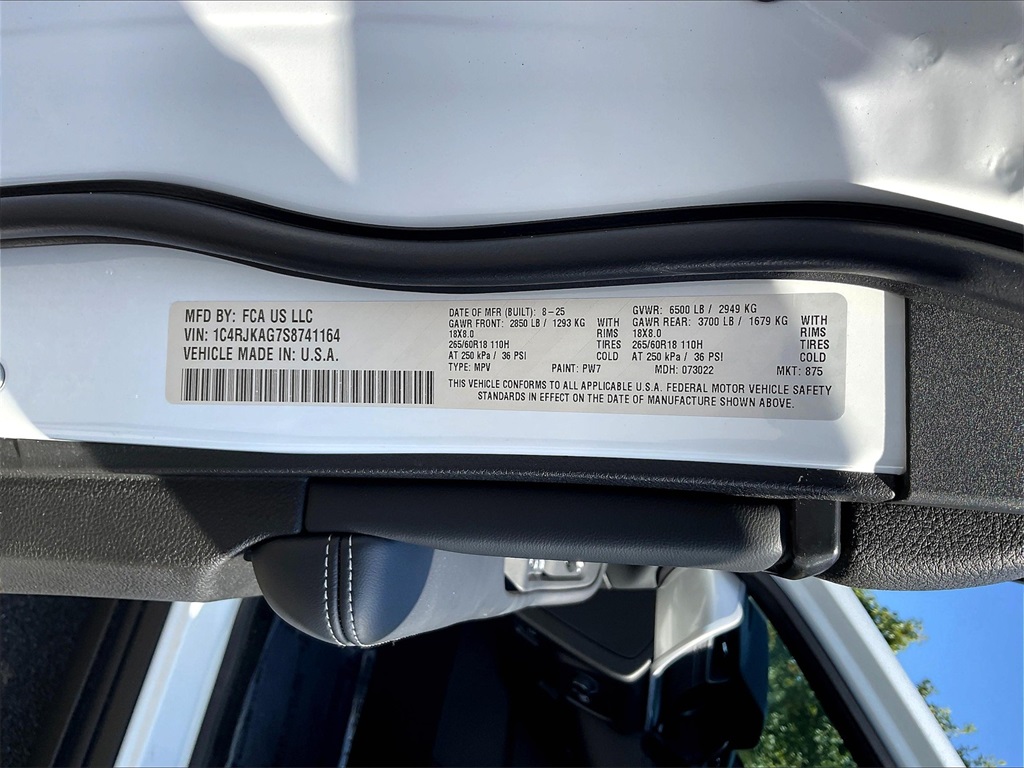 MFD BY: FCA US LLC
VIN: 1C4RJKAG7S8741164
VEHICLE MADE IN: U.S.A.
DATE OF MFR (BUILT): 8-25
GAWR FRONT: 2850 LB / 1293 KG WITH
18X8.0 RIMS
265/60R18 110H TIRES
AT 250 kPa / 36 PSI COLD
TYPE: MPV PAINT: PW7
GVWR: 6500 LB / 2949 KG
GAWR REAR: 3700 LB / 1679 KG WITH
18X8.0 RIMS
265/60R18 110H TIRES
AT 250 kPa / 36 PSI COLD
MDH: 073022 MKT: 875
THIS VEHICLE CONFORMS TO ALL APPLICABLE U.S.A. FEDERAL MOTOR VEHICLE SAFETY
STANDARDS IN EFFECT ON THE DATE OF MANUFACTURE SHOWN ABOVE.